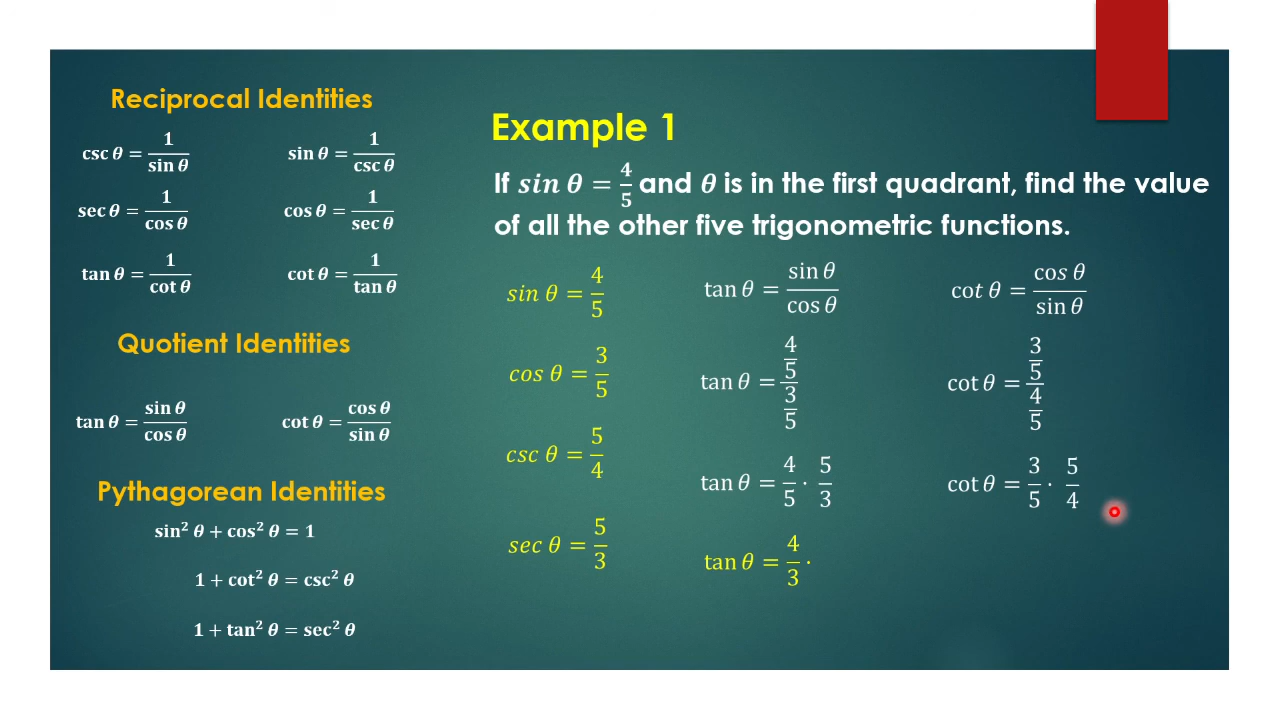 Reciprocal Identities
csc θ = 1/sin θ    sin θ = 1/csc θ
sec θ = 1/cos θ    cos θ = 1/sec θ
tan θ = 1/cot θ    cot θ = 1/tan θ
Quotient Identities
tan θ = sin θ/cos θ    cot θ = cos θ/sin θ
Pythagorean Identities
sin² θ + cos² θ = 1
1 + cot² θ = csc² θ
1 + tan² θ = sec² θ
Example 1
If sin θ = 4/5 and θ is in the first quadrant, find the value
of all the other five trigonometric functions.
sin θ = 4/5
cos θ = 3/5
csc θ = 5/4
sec θ = 5/3
tan θ = sin θ/cos θ
tan θ = (4/5)/(3/5)
tan θ = 4/5 · 5/3
tan θ = 4/3 ·
cot θ = cos θ/sin θ
cot θ = (3/5)/(4/5)
cot θ = 3/5 · 5/4